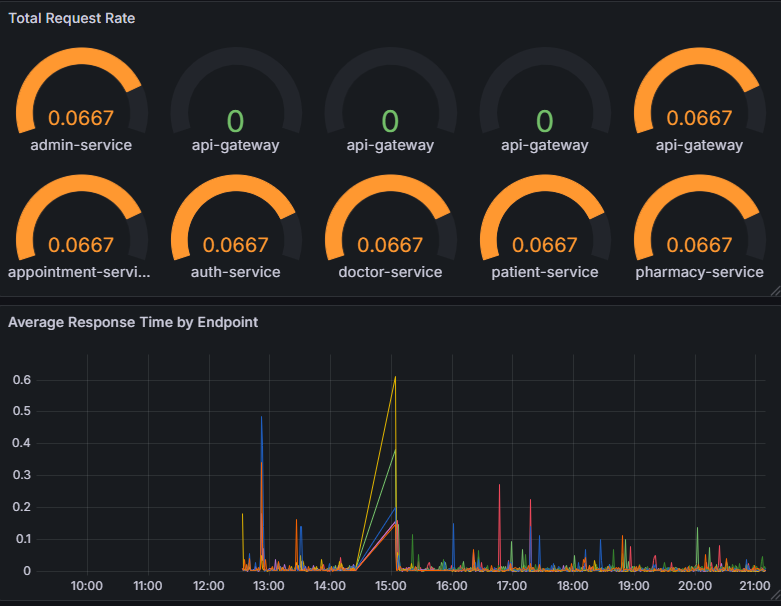 Total Request Rate
0.0667 0 0 0 0.0667
admin-service api-gateway api-gateway api-gateway api-gateway
0.0667 0.0667 0.0667 0.0667 0.0667
appointment-servi... auth-service doctor-service patient-service pharmacy-service
Average Response Time by Endpoint
0.6
0.5
0.4
0.3
0.2
0.1
0
10:00 11:00 12:00 13:00 14:00 15:00 16:00 17:00 18:00 19:00 20:00 21:00